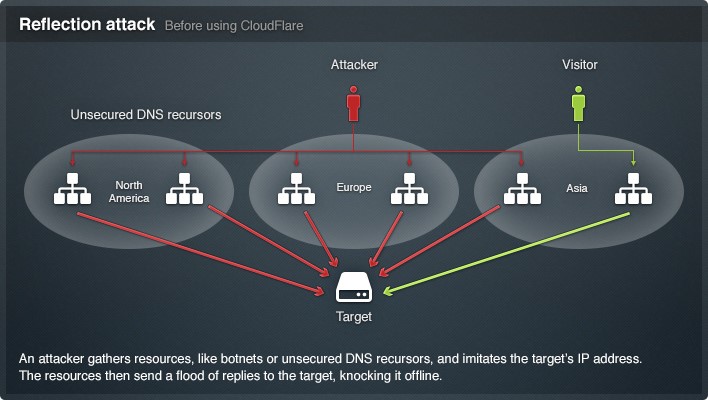 Reflection attack Before using CloudFlare
Attacker
Visitor
Unsecured DNS recursors
North
America
Europe
Asia
Target
An attacker gathers resources, like botnets or unsecured DNS recursors, and imitates the target's IP address.
The resources then send a flood of replies to the target, knocking it offline.